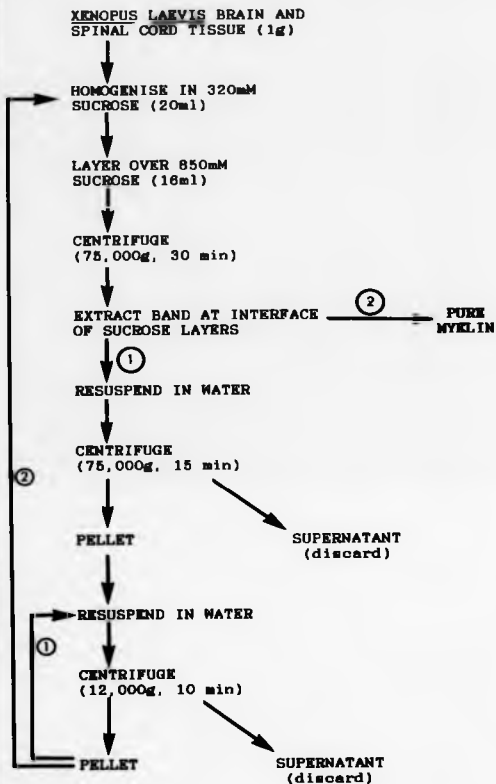 XENOPUS LAEVIS BRAIN AND
SPINAL CORD TISSUE (1g)
HOMOGENISE IN 320mM
SUCROSE (20ml)
LAYER OVER 850mM
SUCROSE (16ml)
CENTRIFUGE
(75,000g, 30 min)
EXTRACT BAND AT INTERFACE
OF SUCROSE LAYERS
2
PURE
MYELIN
1
RESUSPEND IN WATER
CENTRIFUGE
(75,000g, 15 min)
2
PELLET
SUPERNATANT
(discard)
RESUSPEND IN WATER
1
CENTRIFUGE
(12,000g, 10 min)
PELLET
SUPERNATANT
(discard)